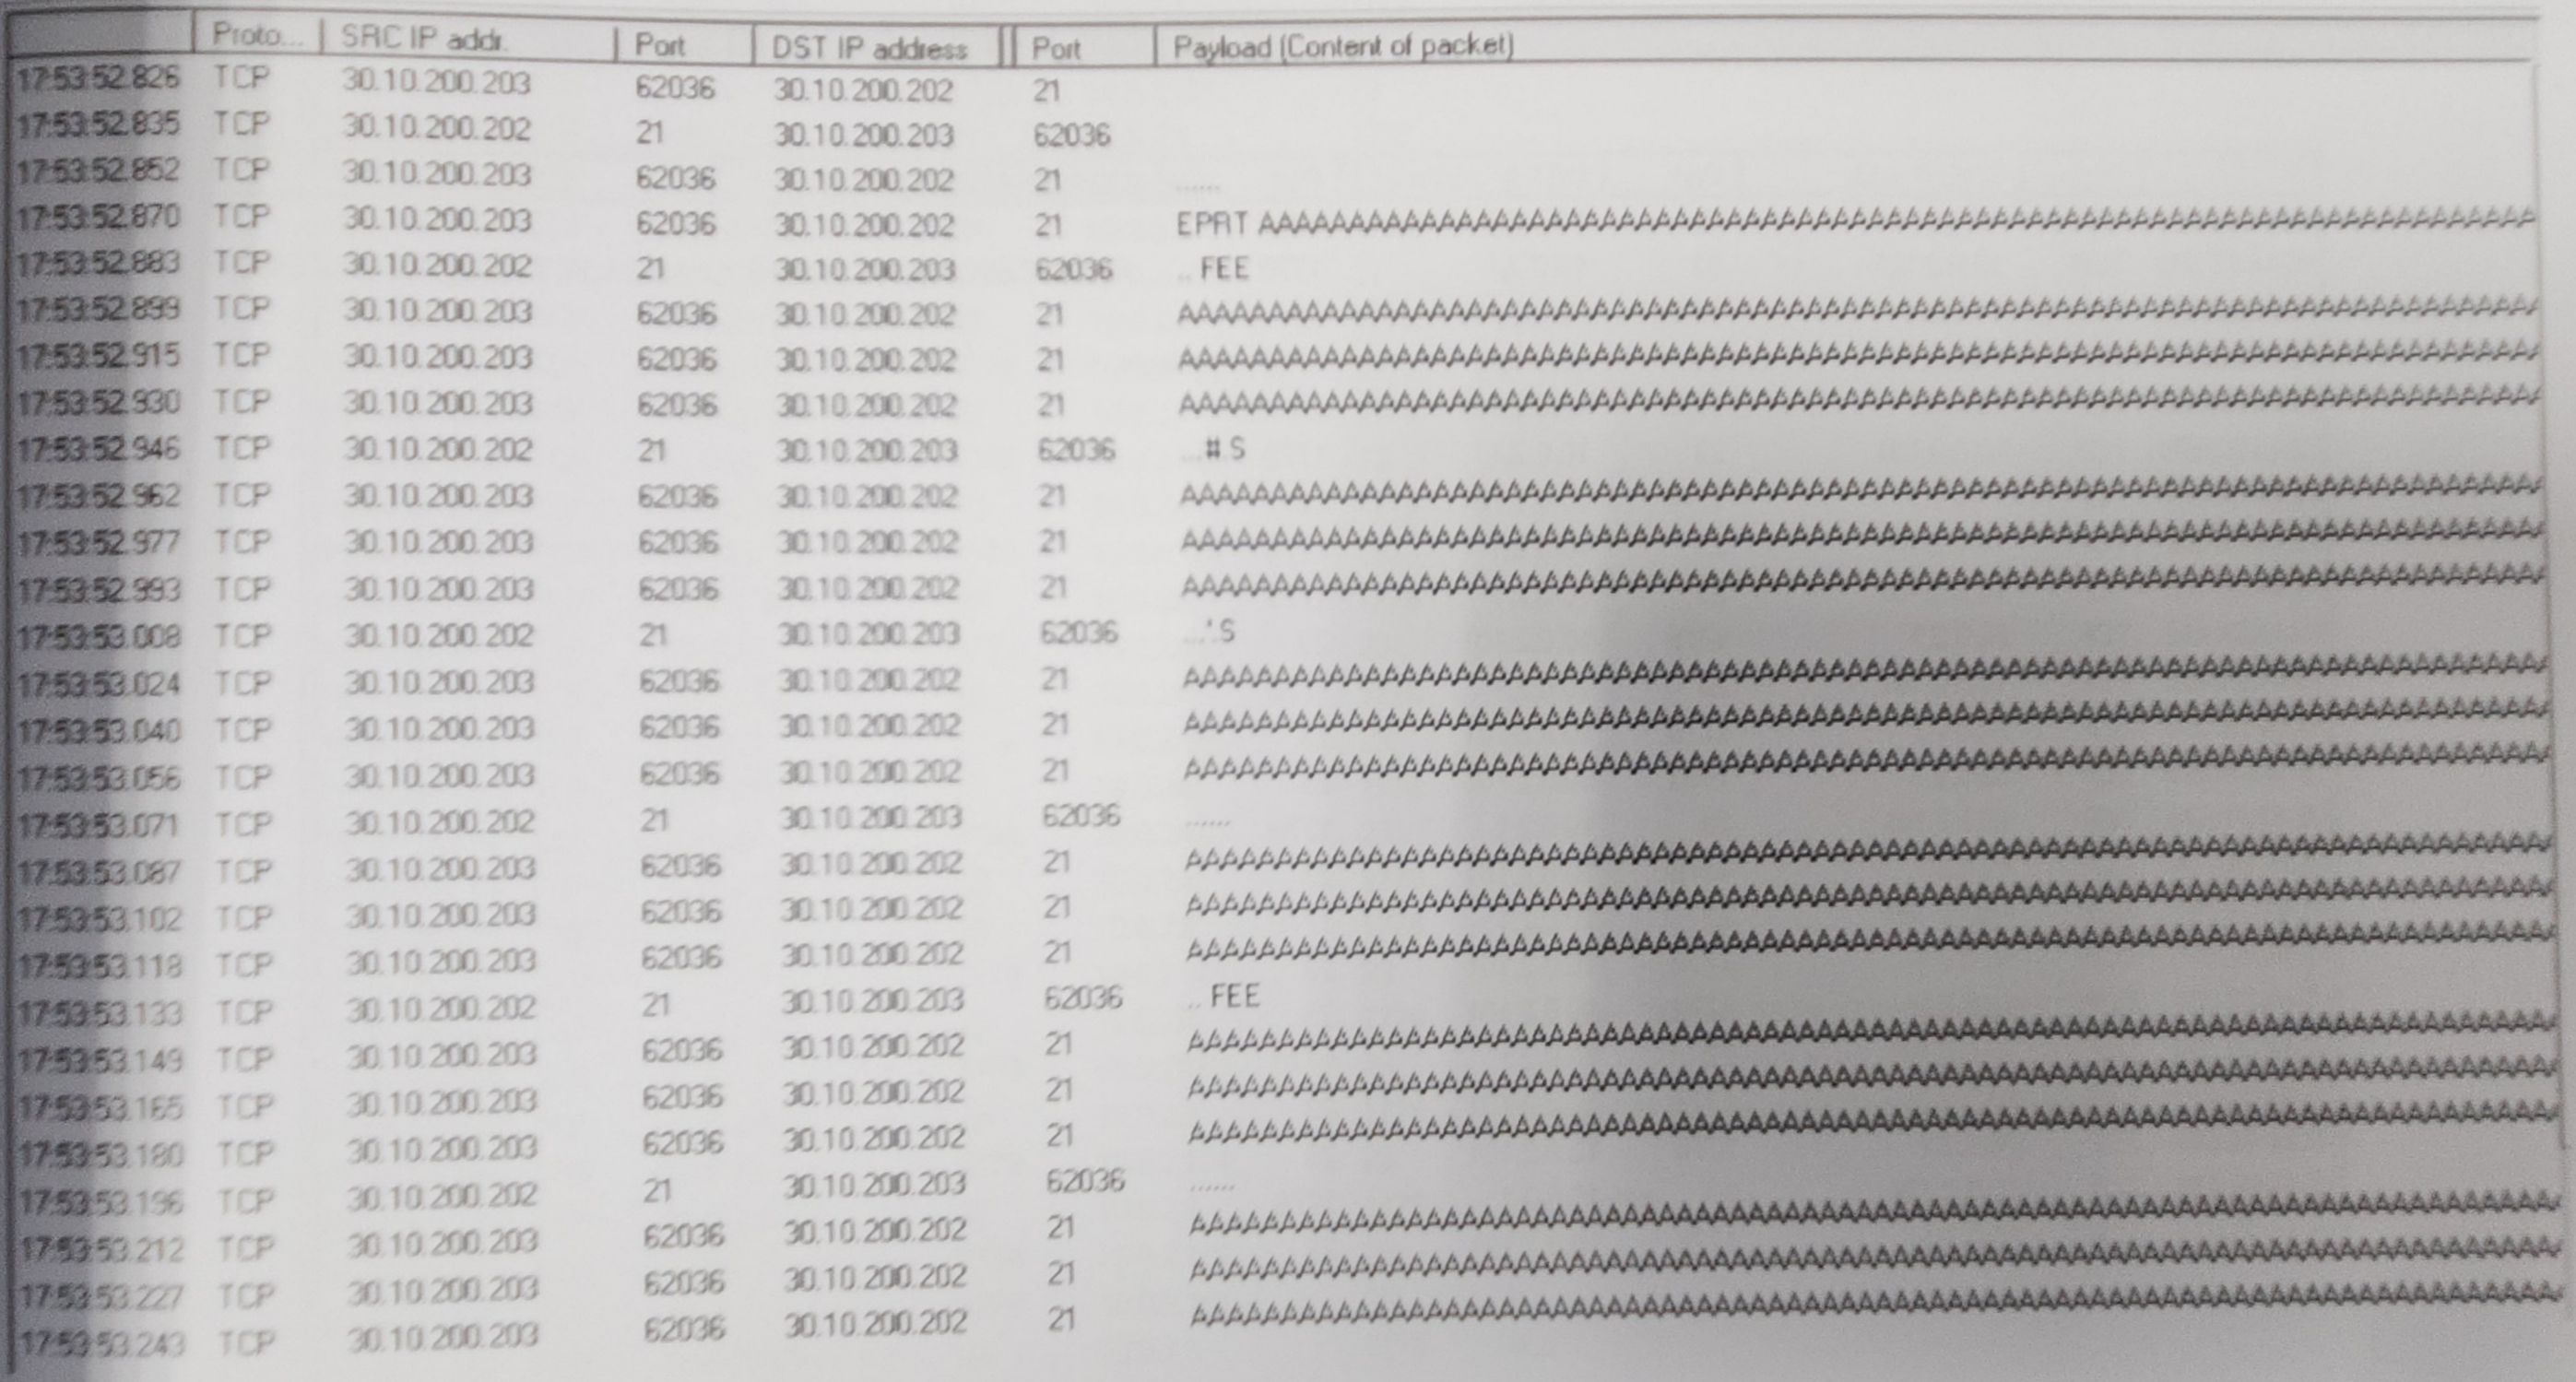 Proto... SRC IP addr. Port DST IP address Port Payload (Content of packet)
17:53:52.826 TCP 30.10.200.203 62036 30.10.200.202 21
17:53:52.835 TCP 30.10.200.202 21 30.10.200.203 62036
17:53:52.852 TCP 30.10.200.203 62036 30.10.200.202 21 ......
17:53:52.870 TCP 30.10.200.203 62036 30.10.200.202 21 EPRT AAAAAAAAAAAAAAAAAAAAAAAAAAAAAAAAAAAAAAAAAAAAAAAAAAAAAAAAAAAAAAAAAAAAAA
17:53:52.883 TCP 30.10.200.202 21 30.10.200.203 62036 .. FEE
17:53:52.899 TCP 30.10.200.203 62036 30.10.200.202 21 AAAAAAAAAAAAAAAAAAAAAAAAAAAAAAAAAAAAAAAAAAAAAAAAAAAAAAAAAAAAAAAAAAAAAAAAAAA
17:53:52.915 TCP 30.10.200.203 62036 30.10.200.202 21 AAAAAAAAAAAAAAAAAAAAAAAAAAAAAAAAAAAAAAAAAAAAAAAAAAAAAAAAAAAAAAAAAAAAAAAAAAA
17:53:52.930 TCP 30.10.200.203 62036 30.10.200.202 21 AAAAAAAAAAAAAAAAAAAAAAAAAAAAAAAAAAAAAAAAAAAAAAAAAAAAAAAAAAAAAAAAAAAAAAAAAAA
17:53:52.946 TCP 30.10.200.202 21 30.10.200.203 62036 ...#.S
17:53:52.962 TCP 30.10.200.203 62036 30.10.200.202 21 AAAAAAAAAAAAAAAAAAAAAAAAAAAAAAAAAAAAAAAAAAAAAAAAAAAAAAAAAAAAAAAAAAAAAAAAAAA
17:53:52.977 TCP 30.10.200.203 62036 30.10.200.202 21 AAAAAAAAAAAAAAAAAAAAAAAAAAAAAAAAAAAAAAAAAAAAAAAAAAAAAAAAAAAAAAAAAAAAAAAAAAA
17:53:52.993 TCP 30.10.200.203 62036 30.10.200.202 21 AAAAAAAAAAAAAAAAAAAAAAAAAAAAAAAAAAAAAAAAAAAAAAAAAAAAAAAAAAAAAAAAAAAAAAAAAAA
17:53:53.008 TCP 30.10.200.202 21 30.10.200.203 62036 ...'.S
17:53:53.024 TCP 30.10.200.203 62036 30.10.200.202 21 AAAAAAAAAAAAAAAAAAAAAAAAAAAAAAAAAAAAAAAAAAAAAAAAAAAAAAAAAAAAAAAAAAAAAAAAAAA
17:53:53.040 TCP 30.10.200.203 62036 30.10.200.202 21 AAAAAAAAAAAAAAAAAAAAAAAAAAAAAAAAAAAAAAAAAAAAAAAAAAAAAAAAAAAAAAAAAAAAAAAAAAA
17:53:53.056 TCP 30.10.200.203 62036 30.10.200.202 21 AAAAAAAAAAAAAAAAAAAAAAAAAAAAAAAAAAAAAAAAAAAAAAAAAAAAAAAAAAAAAAAAAAAAAAAAAAA
17:53:53.071 TCP 30.10.200.202 21 30.10.200.203 62036 ......
17:53:53.087 TCP 30.10.200.203 62036 30.10.200.202 21 AAAAAAAAAAAAAAAAAAAAAAAAAAAAAAAAAAAAAAAAAAAAAAAAAAAAAAAAAAAAAAAAAAAAAAAAAAA
17:53:53.102 TCP 30.10.200.203 62036 30.10.200.202 21 AAAAAAAAAAAAAAAAAAAAAAAAAAAAAAAAAAAAAAAAAAAAAAAAAAAAAAAAAAAAAAAAAAAAAAAAAAA
17:53:53.118 TCP 30.10.200.203 62036 30.10.200.202 21 AAAAAAAAAAAAAAAAAAAAAAAAAAAAAAAAAAAAAAAAAAAAAAAAAAAAAAAAAAAAAAAAAAAAAAAAAAA
17:53:53.133 TCP 30.10.200.202 21 30.10.200.203 62036 .. FEE
17:53:53.149 TCP 30.10.200.203 62036 30.10.200.202 21 AAAAAAAAAAAAAAAAAAAAAAAAAAAAAAAAAAAAAAAAAAAAAAAAAAAAAAAAAAAAAAAAAAAAAAAAAAA
17:53:53.165 TCP 30.10.200.203 62036 30.10.200.202 21 AAAAAAAAAAAAAAAAAAAAAAAAAAAAAAAAAAAAAAAAAAAAAAAAAAAAAAAAAAAAAAAAAAAAAAAAAAA
17:53:53.180 TCP 30.10.200.203 62036 30.10.200.202 21 AAAAAAAAAAAAAAAAAAAAAAAAAAAAAAAAAAAAAAAAAAAAAAAAAAAAAAAAAAAAAAAAAAAAAAAAAAA
17:53:53.196 TCP 30.10.200.202 21 30.10.200.203 62036 ......
17:53:53.212 TCP 30.10.200.203 62036 30.10.200.202 21 AAAAAAAAAAAAAAAAAAAAAAAAAAAAAAAAAAAAAAAAAAAAAAAAAAAAAAAAAAAAAAAAAAAAAAAAAAA
17:53:53.227 TCP 30.10.200.203 62036 30.10.200.202 21 AAAAAAAAAAAAAAAAAAAAAAAAAAAAAAAAAAAAAAAAAAAAAAAAAAAAAAAAAAAAAAAAAAAAAAAAAAA
17:53:53.243 TCP 30.10.200.203 62036 30.10.200.202 21 AAAAAAAAAAAAAAAAAAAAAAAAAAAAAAAAAAAAAAAAAAAAAAAAAAAAAAAAAAAAAAAAAAAAAAAAAAA